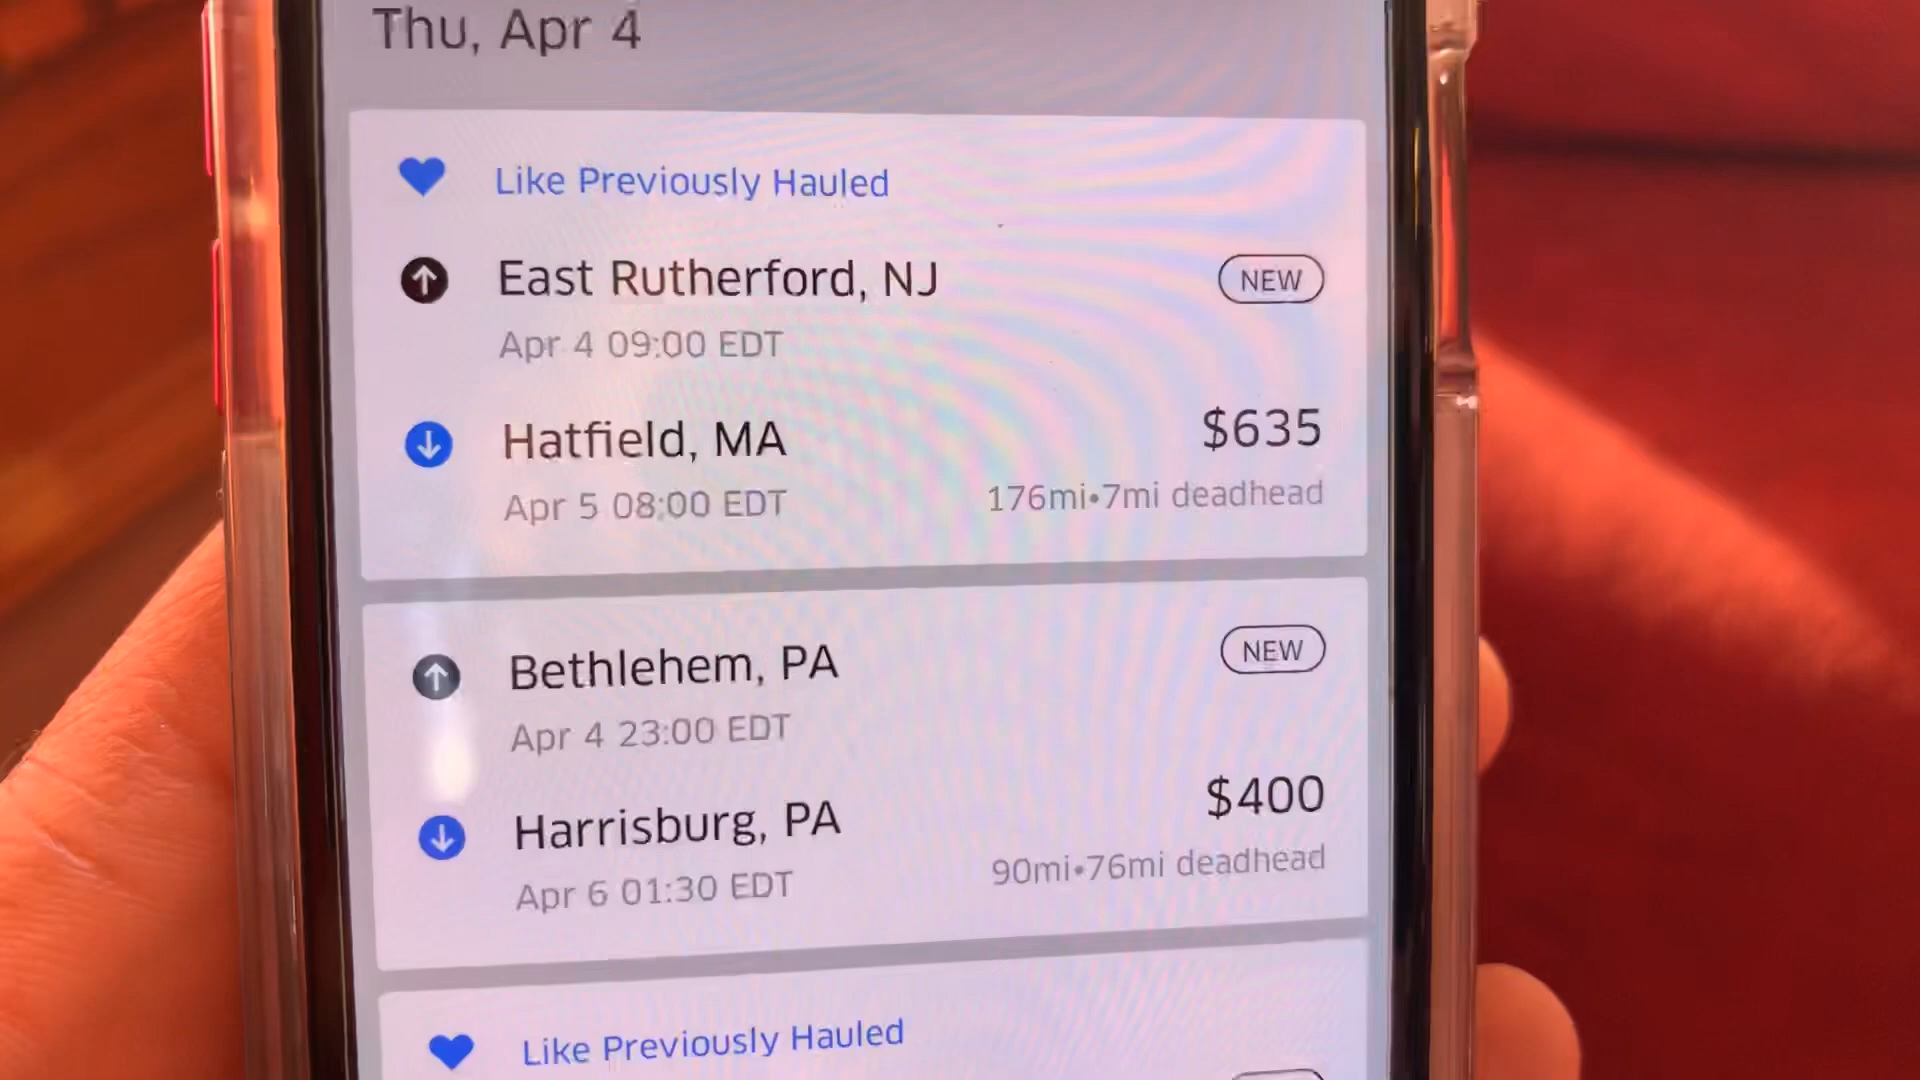 Thu, Apr 4
Like Previously Hauled
East Rutherford, NJ
NEW
Apr 4 09:00 EDT
Hatfield, MA
$635
Apr 5 08:00 EDT
176mi•7mi deadhead
Bethlehem, PA
NEW
Apr 4 23:00 EDT
Harrisburg, PA
$400
Apr 6 01:30 EDT
90mi•76mi deadhead
Like Previously Hauled